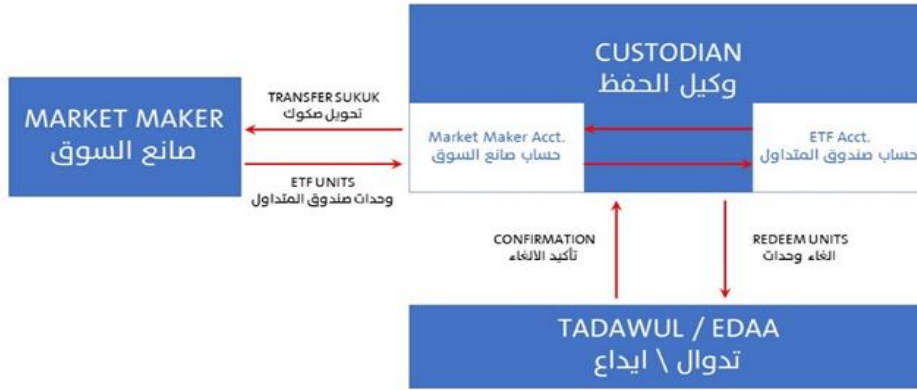 CUSTODIAN
وكيل الحفظ
MARKET MAKER
صانع السوق
TRANSFER SUKUK
تحويل صكوك
Market Maker Acct.
حساب صانع السوق
ETF Acct.
حساب صندوق المتداول
ETF UNITS
وحدات صندوق المتداول
CONFIRMATION
تأكيد الالغاء
REDEEM UNITS
الغاء وحدات
TADAWUL / EDAA
تدوال \ ايداع